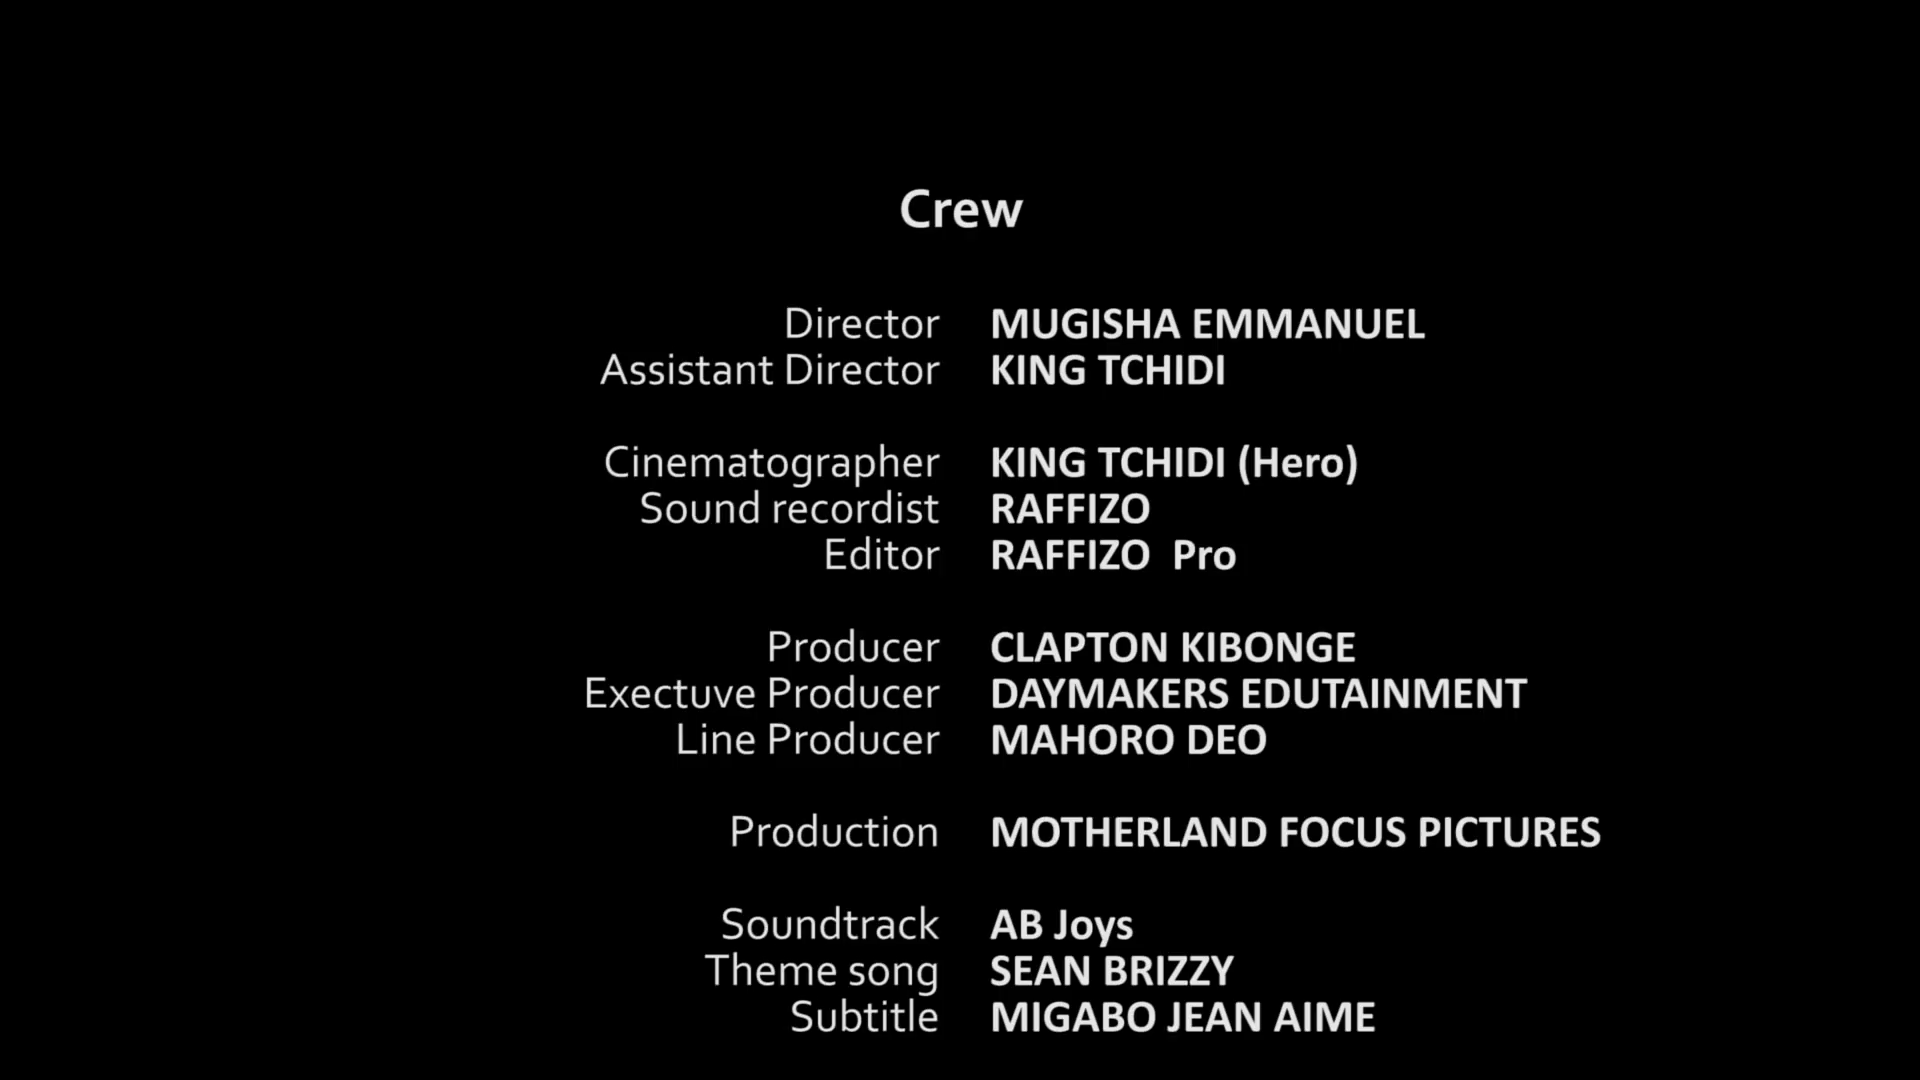 Crew
Director MUGISHA EMMANUEL
Assistant Director KING TCHIDI
Cinematographer KING TCHIDI (Hero)
Sound recordist RAFFIZO
Editor RAFFIZO  Pro
Producer CLAPTON KIBONGE
Exectuve Producer DAYMAKERS EDUTAINMENT
Line Producer MAHORO DEO
Production MOTHERLAND FOCUS PICTURES
Soundtrack AB Joys
Theme song SEAN BRIZZY
Subtitle MIGABO JEAN AIME